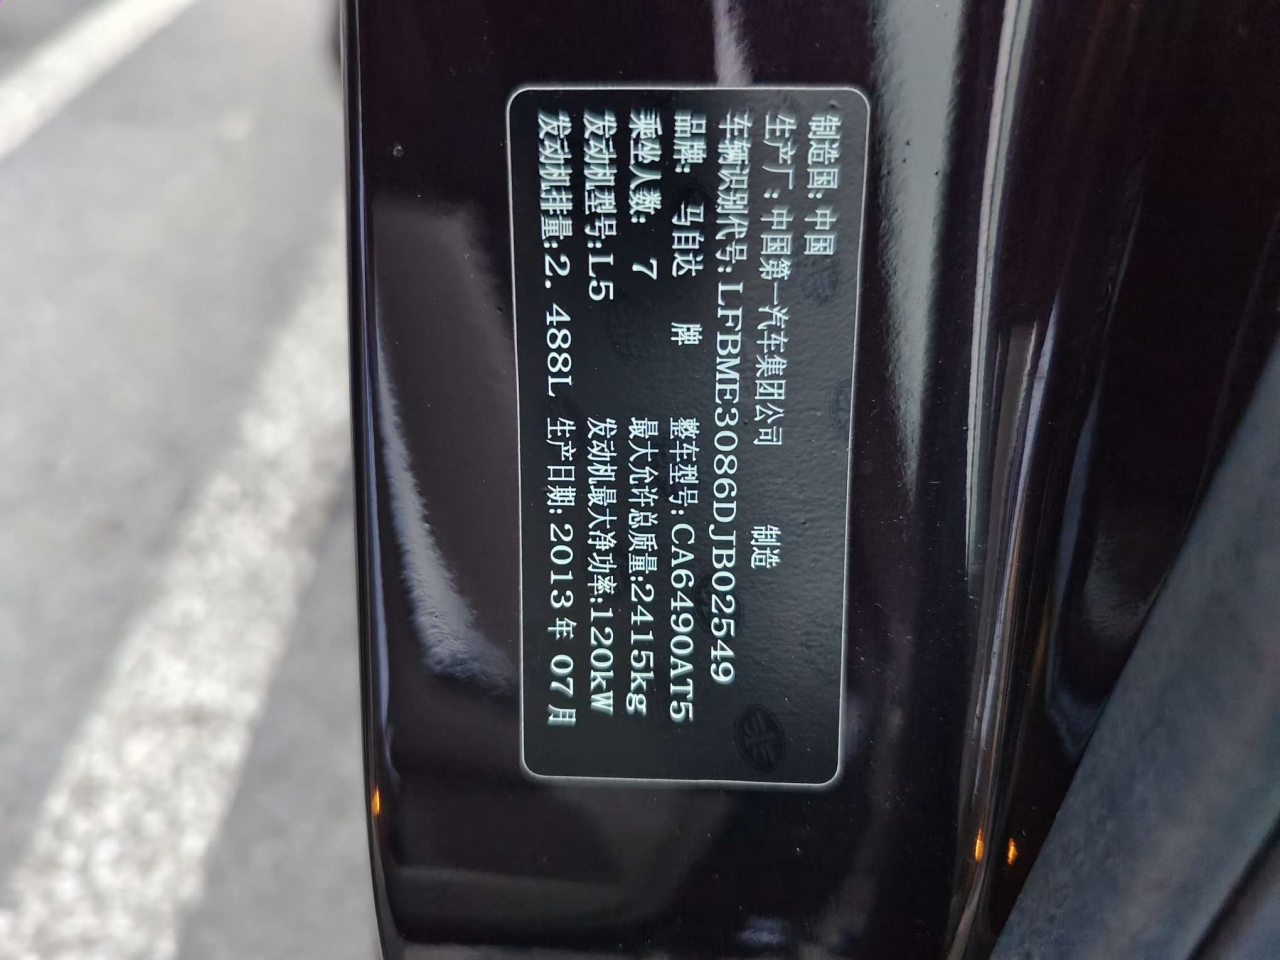 制造国：中国
生产厂：中国第一汽车集团公司 制造
车辆识别代号：LFBME3086DJB02549
品牌： 马自达 牌 整车型号：CA6490AT5
乘坐人数： 7 最大允许总质量：2415kg
发动机型号：L5 发动机最大净功率：120kW
发动机排量：2.488L 生产日期：2013年 07月